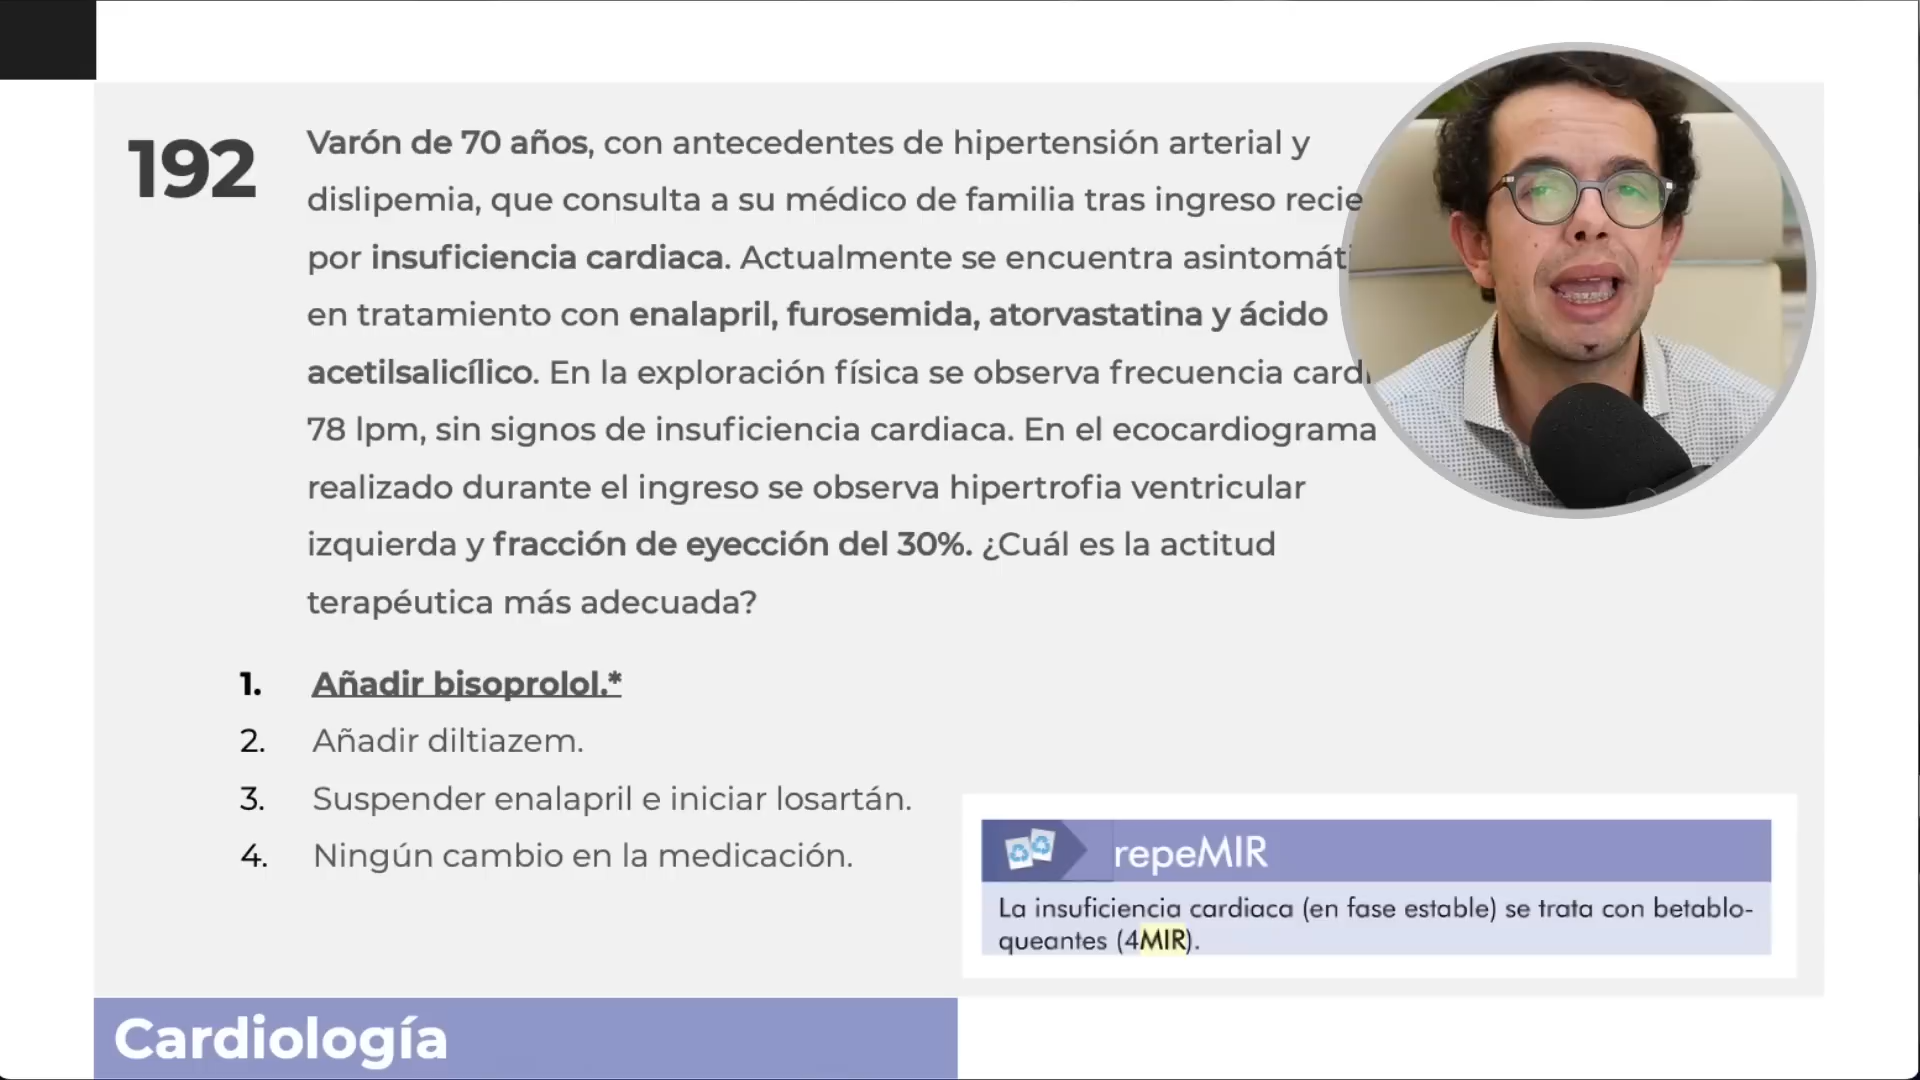 192
Varón de 70 años, con antecedentes de hipertensión arterial y
dislipemia, que consulta a su médico de familia tras ingreso
por insuficiencia cardiaca. Actualmente se encuentra
en tratamiento con enalapril, furosemida, atorvastatina y ácido
acetilsalicílico. En la exploración física se observa frecuencia
78 lpm, sin signos de insuficiencia cardiaca. En el ecocardiograma
realizado durante el ingreso se observa hipertrofia ventricular
izquierda y fracción de eyección del 30%. ¿Cuál es la actitud
terapéutica más adecuada?
1. Añadir bisoprolol.*
2. Añadir diltiazem.
3. Suspender enalapril e iniciar losartán.
4. Ningún cambio en la medicación.
repeMIR
La insuficiencia cardiaca (en fase estable) se trata con betablo-
queantes (4MIR).
Cardiología